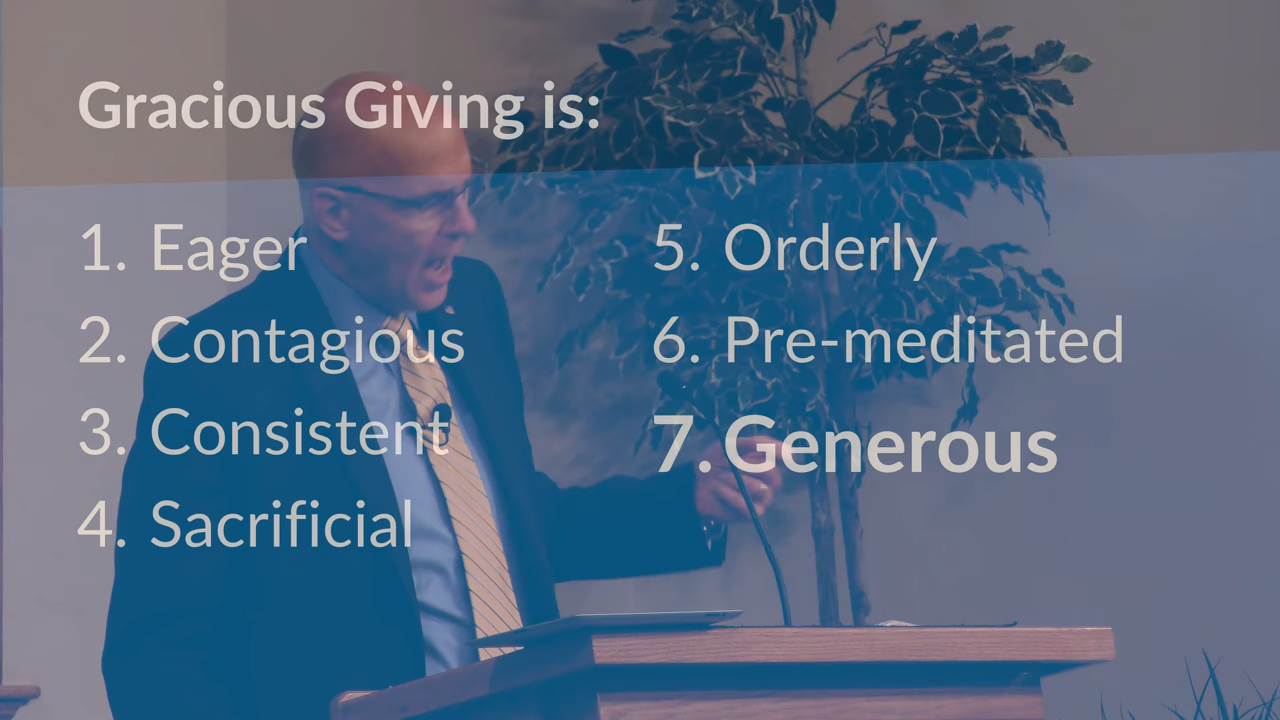 Gracious Giving is:
1. Eager
2. Contagious
3. Consistent
4. Sacrificial
5. Orderly
6. Pre-meditated
7. Generous